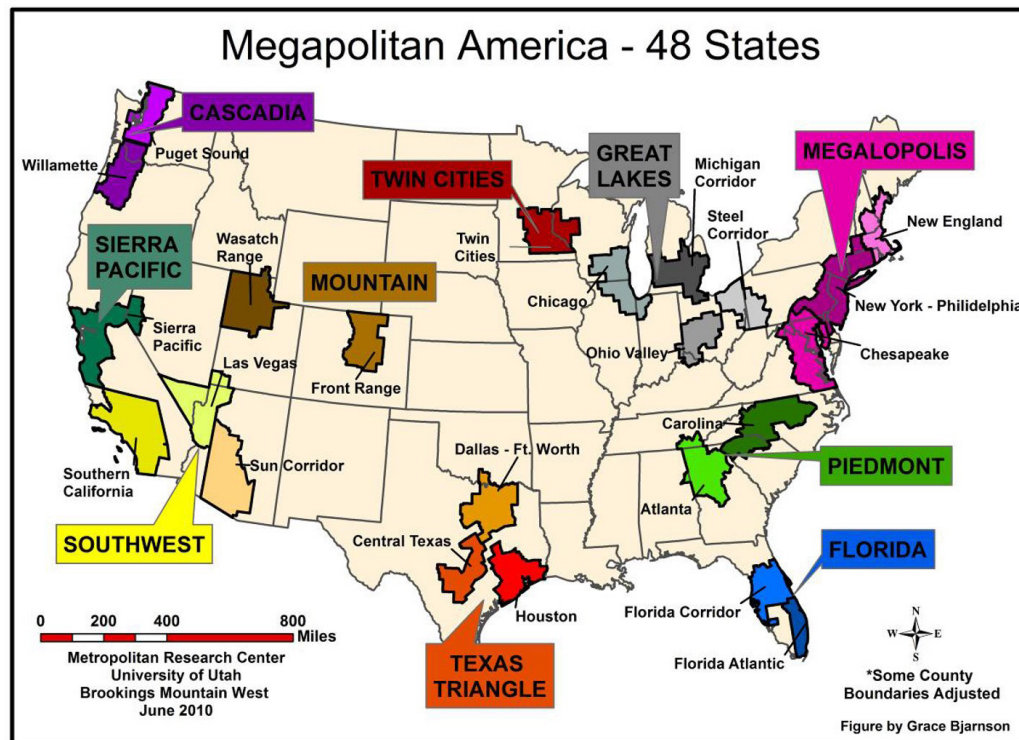 Megapolitan America - 48 States
CASCADIA
Puget Sound
Willamette
SIERRA
PACIFIC
Wasatch
Range
Sierra
Pacific
Las Vegas
MOUNTAIN
Front Range
TWIN CITIES
Twin
Cities
GREAT
LAKES
Michigan
Corridor
Steel
Corridor
Chicago
Ohio Valley
MEGALOPOLIS
New England
New York - Philidelphia
Chesapeake
Southern
California
Sun Corridor
SOUTHWEST
Dallas - Ft. Worth
Central Texas
Houston
TEXAS
TRIANGLE
Carolina
PIEDMONT
Atlanta
FLORIDA
Florida Corridor
Florida Atlantic
0 200 400 800
Miles
Metropolitan Research Center
University of Utah
Brookings Mountain West
June 2010
N
W E
S
*Some County
Boundaries Adjusted
Figure by Grace Bjarnson